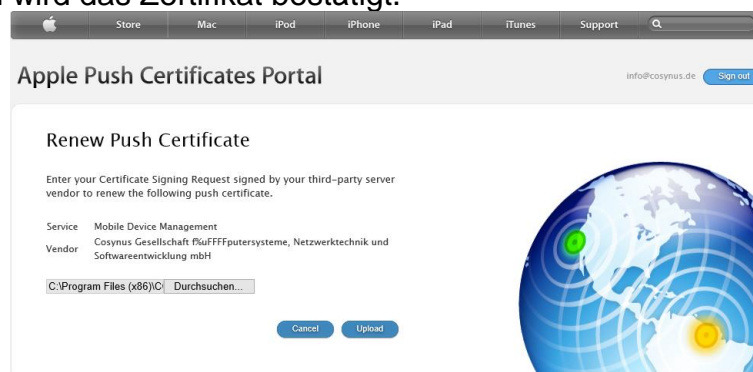 wird das Zertifikat bestätigt.
Store Mac iPod iPhone iPad iTunes Support
Apple Push Certificates Portal
info@cosynus.de Sign out
Renew Push Certificate
Enter your Certificate Signing Request signed by your third-party server
vendor to renew the following push certificate.
Service Mobile Device Management
Vendor Cosynus Gesellschaft f%uFFFFputersysteme, Netzwerktechnik und
Softwareentwicklung mbH
C:\Program Files (x86)\C Durchsuchen...
Cancel Upload